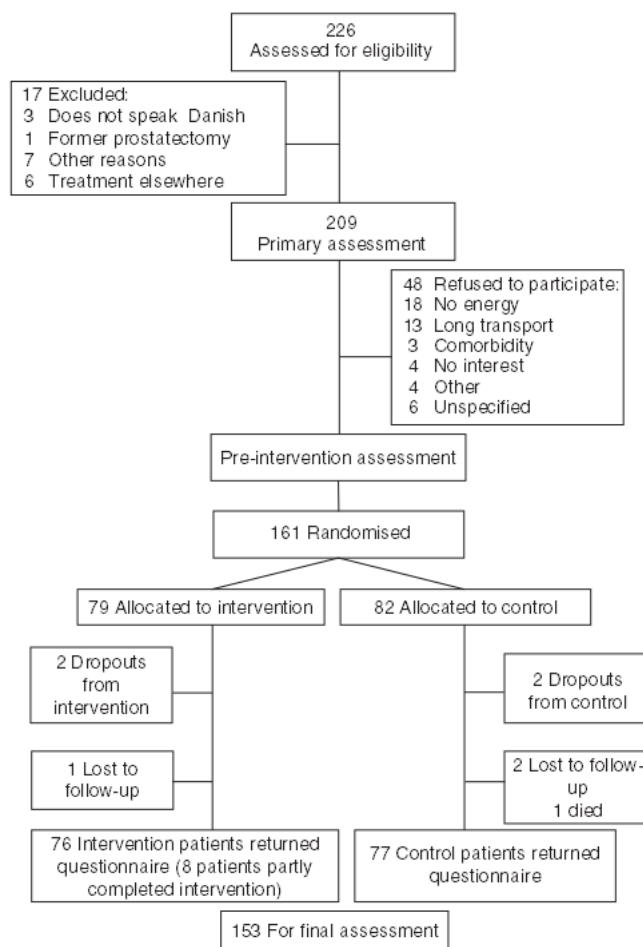 226
Assessed for eligibility
17 Excluded:
3 Does not speak Danish
1 Former prostatectomy
7 Other reasons
6 Treatment elsewhere
209
Primary assessment
48 Refused to participate:
18 No energy
13 Long transport
3 Comorbidity
4 No interest
4 Other
6 Unspecified
Pre-intervention assessment
161 Randomised
79 Allocated to intervention
82 Allocated to control
2 Dropouts
from
intervention
2 Dropouts
from control
1 Lost to
follow-up
2 Lost to follow-
up
1 died
76 Intervention patients returned
questionnaire (8 patients partly
completed intervention)
77 Control patients returned
questionnaire
153 For final assessment